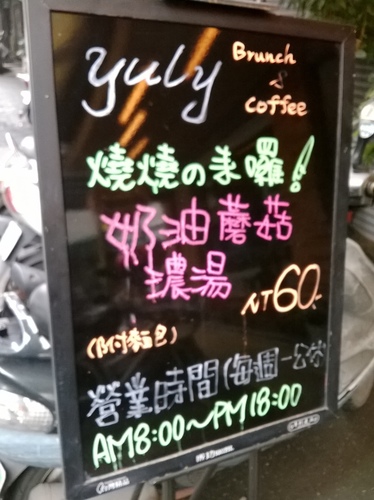 yuly
Brunch
&
Coffee
燒燒の来囉!
奶油蘑菇
濃湯
NT60.-
(附麵包)
營業時間(每週一公休
AM8:00～PM18:00